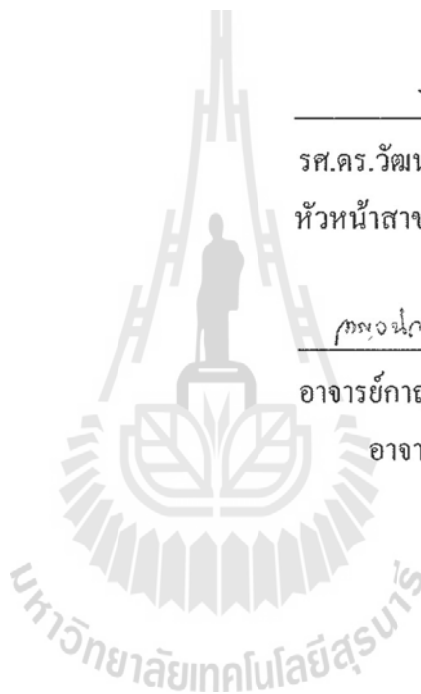 รศ.ดร.วัฒน
หัวหน้าสาข
อาจารย์กาญ
อาจา
มหาวิทยาลัยเทคโนโลยีสุรนารี